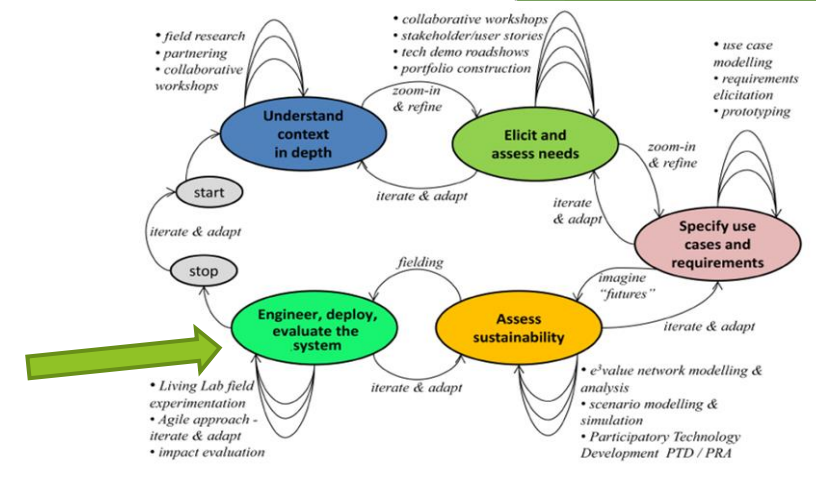 • field research
• partnering
• collaborative
workshops
• collaborative workshops
• stakeholder/user stories
• tech demo roadshows
• portfolio construction
• use case
modelling
• requirements
elicitation
• prototyping
zoom-in
& refine
Understand
context
in depth
Elicit and
assess needs
zoom-in
& refine
start
iterate & adapt
iterate
& adapt
iterate & adapt
Specify use
cases and
requirements
stop
fielding
imagine
"futures"
Engineer, deploy,
evaluate the
system
Assess
sustainability
iterate & adapt
iterate & adapt
• Living Lab field
experimentation
• Agile approach -
iterate & adapt
• impact evaluation
• e³value network modelling &
analysis
• scenario modelling &
simulation
• Participatory Technology
Development PTD / PRA